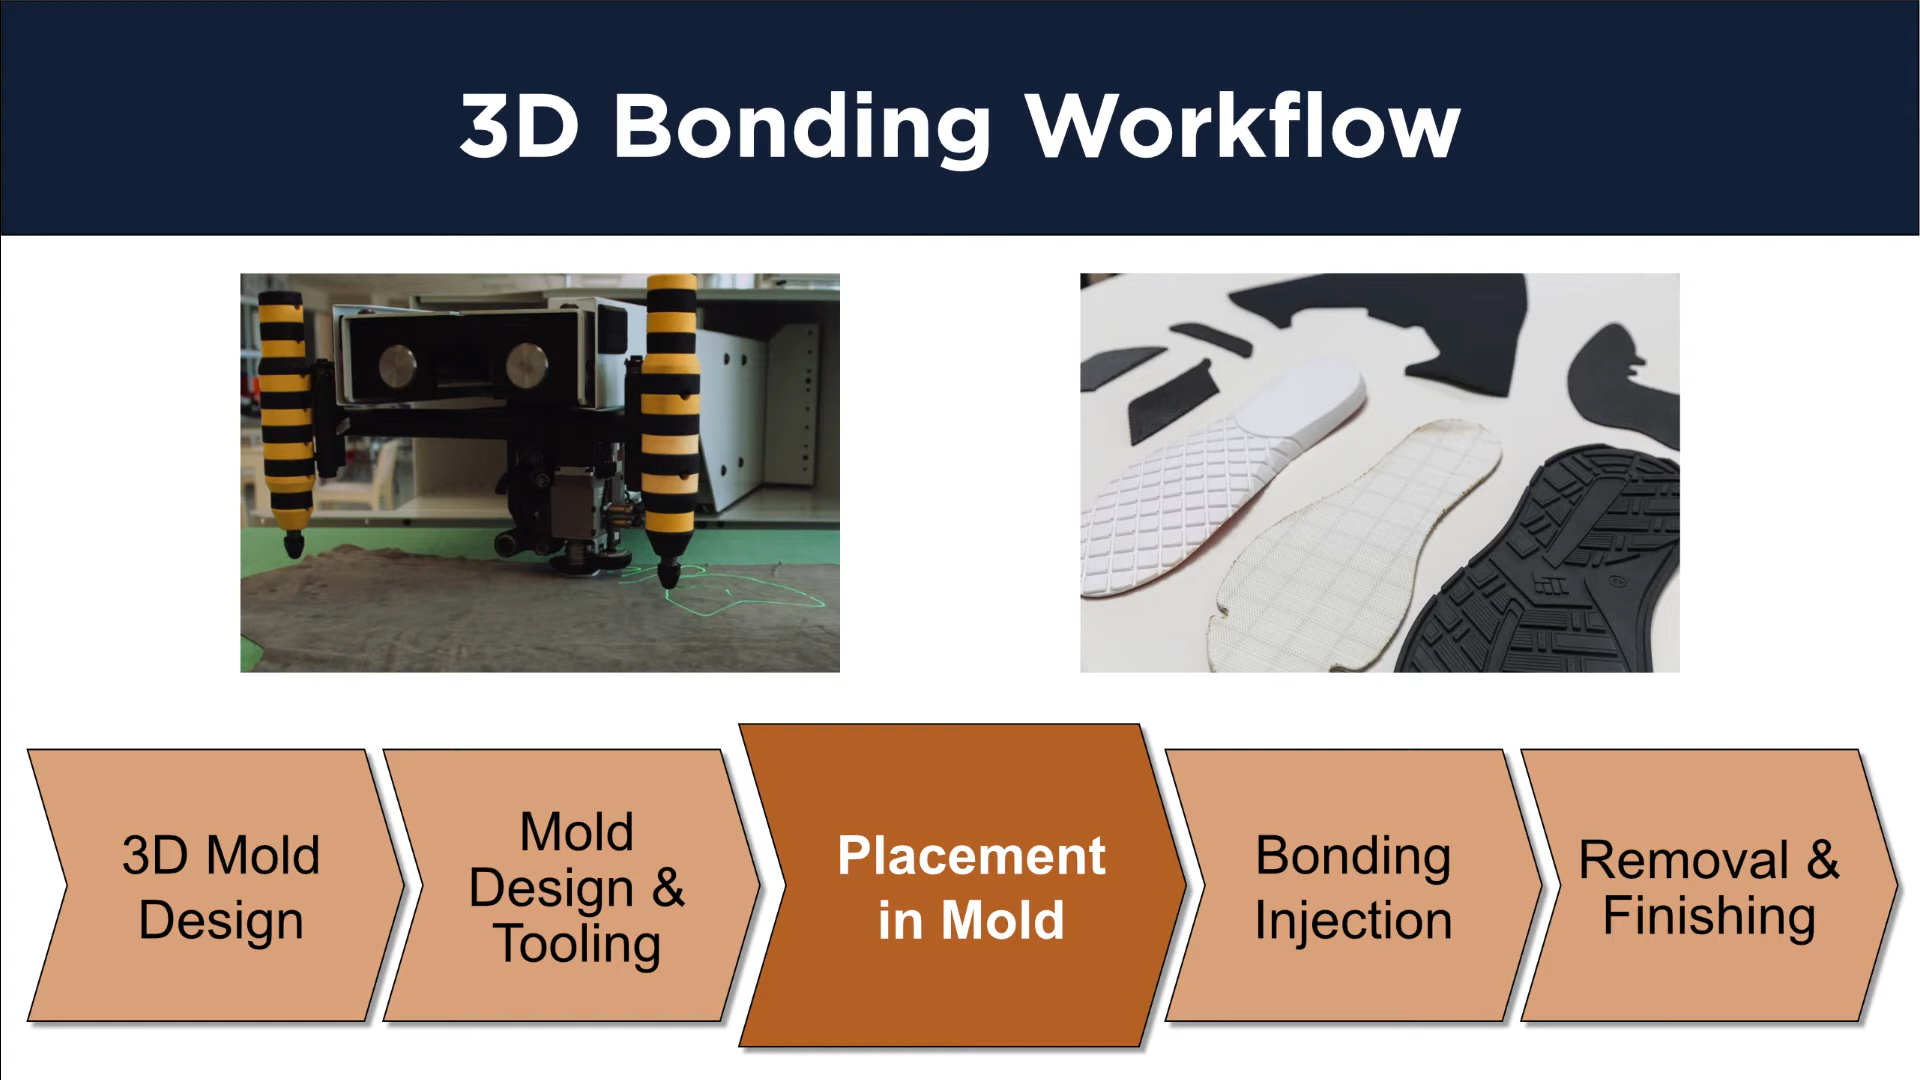 3D Bonding Workflow
3D Mold
Design
Mold
Design &
Tooling
Placement
in Mold
Bonding
Injection
Removal &
Finishing